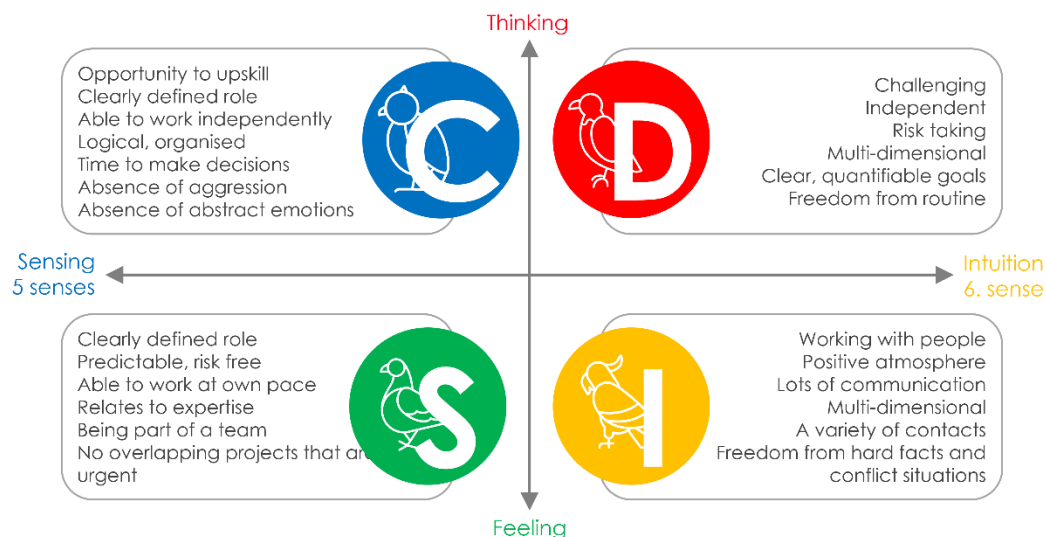 Thinking
Opportunity to upskill
Clearly defined role
Able to work independently
Logical, organised
Time to make decisions
Absence of aggression
Absence of abstract emotions
C
D
Challenging
Independent
Risk taking
Multi-dimensional
Clear, quantifiable goals
Freedom from routine
Sensing
5 senses
Intuition
6. sense
Clearly defined role
Predictable, risk free
Able to work at own pace
Relates to expertise
Being part of a team
No overlapping projects that are
urgent
S
I
Working with people
Positive atmosphere
Lots of communication
Multi-dimensional
A variety of contacts
Freedom from hard facts and
conflict situations
Feeling